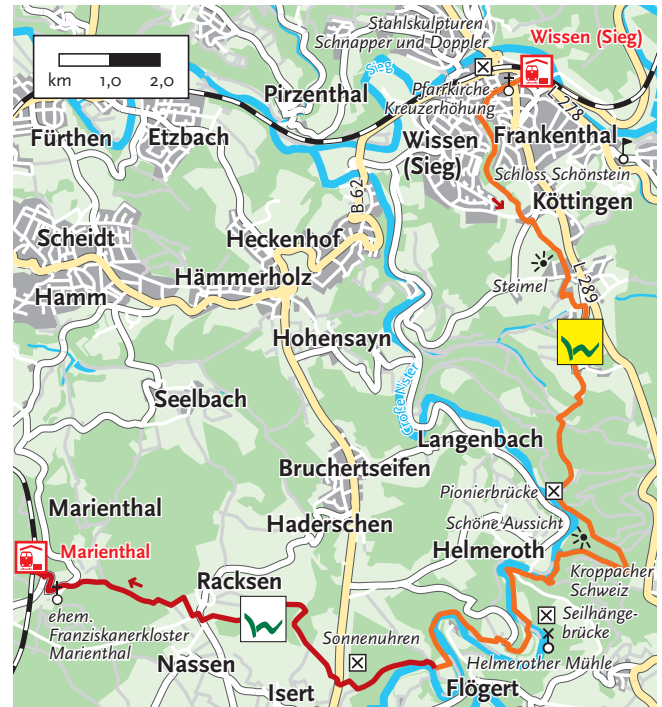 Stahlskulpturen
Schnapper und Doppler
Wissen (Sieg)
km 1,0 2,0
Sieg
Pirzenthal
Pfarrkirche
Kreuzerhöhung
L 278
Fürthen
Etzbach
Wissen
(Sieg)
Frankenthal
Schloss Schönstein
B 62
Köttingen
Scheidt
Heckenhof
Hämmerholz
Steimel
L 289
Hamm
Hohensayn
Große Nister
Seelbach
Langenbach
Bruchertseifen
Pionierbrücke
Marienthal
Haderschen
Schöne Aussicht
Helmeroth
Marienthal
Kroppacher
Schweiz
Racksen
ehem.
Franziskanerkloster
Marienthal
Seilhänge-
brücke
Sonnenuhren
Nassen
Helmerother Mühle
Isert
Flögert